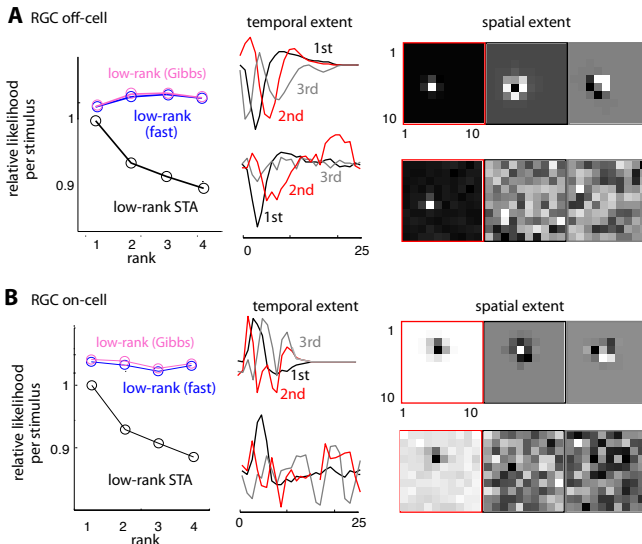 A RGC off-cell
temporal extent
spatial extent
relative likelihood
per stimulus
low-rank (Gibbs)
low-rank
(fast)
low-rank STA
1
0.9
1 2 3 4
rank
1st
3rd
2nd
2nd
3rd
1st
0 25
1
10
1 10
B RGC on-cell
temporal extent
spatial extent
relative likelihood
per stimulus
low-rank (Gibbs)
low-rank (fast)
low-rank STA
1
0.9
1 2 3 4
rank
3rd
1st
2nd
0 25
1
10
1 10